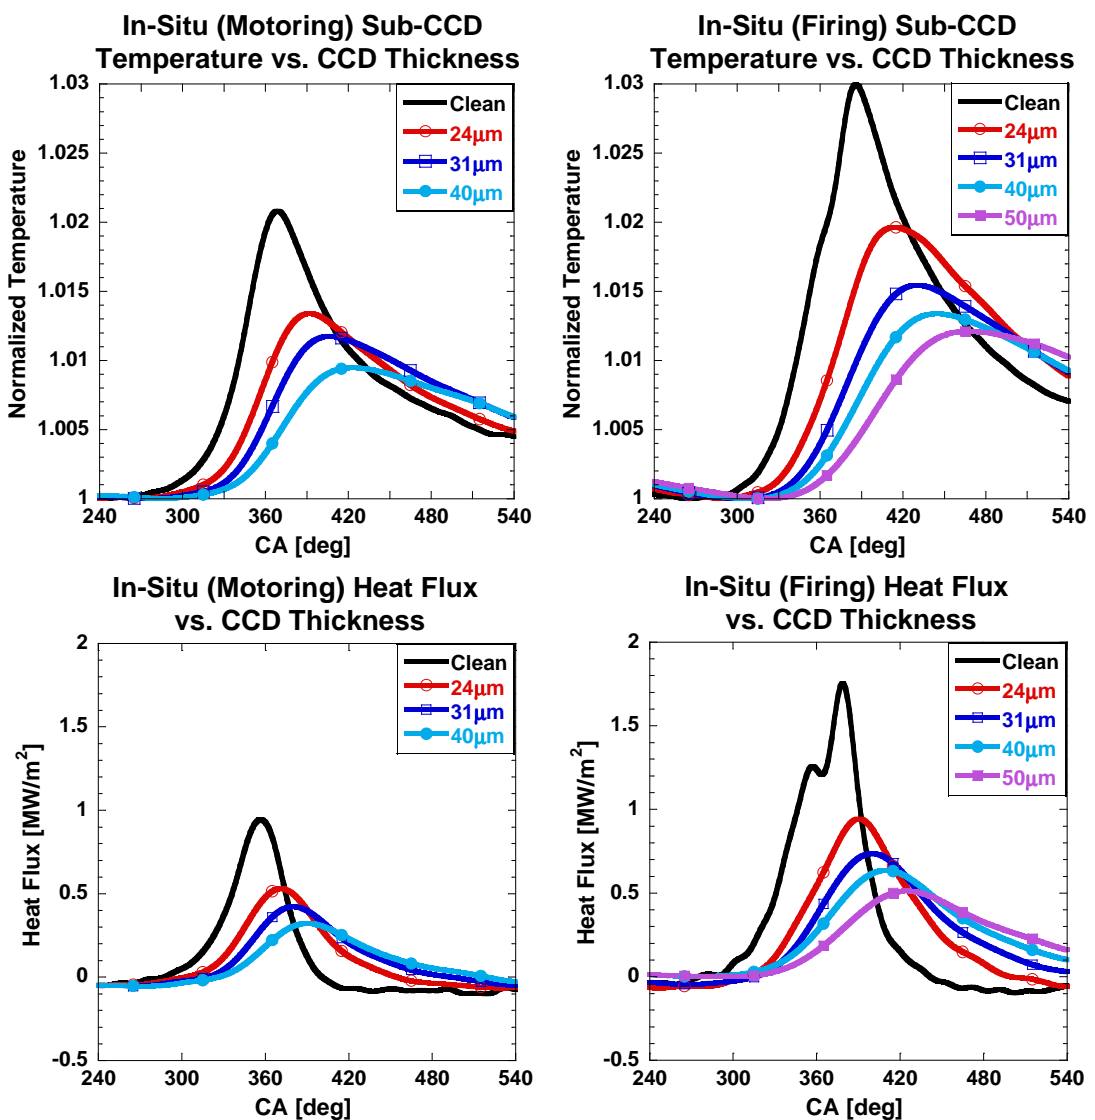 In-Situ (Motoring) Sub-CCD
Temperature vs. CCD Thickness
1.03
1.025
1.02
1.015
1.01
1.005
1
Normalized Temperature
Clean
24μm
31μm
40μm
240 300 360 420 480 540
CA [deg]
In-Situ (Firing) Sub-CCD
Temperature vs. CCD Thickness
1.03
1.025
1.02
1.015
1.01
1.005
1
Normalized Temperature
Clean
24μm
31μm
40μm
50μm
240 300 360 420 480 540
CA [deg]
In-Situ (Motoring) Heat Flux
vs. CCD Thickness
2
1.5
1
0.5
0
-0.5
Heat Flux [MW/m²]
Clean
24μm
31μm
40μm
240 300 360 420 480 540
CA [deg]
In-Situ (Firing) Heat Flux
vs. CCD Thickness
2
1.5
1
0.5
0
-0.5
Heat Flux [MW/m²]
Clean
24μm
31μm
40μm
50μm
240 300 360 420 480 540
CA [deg]